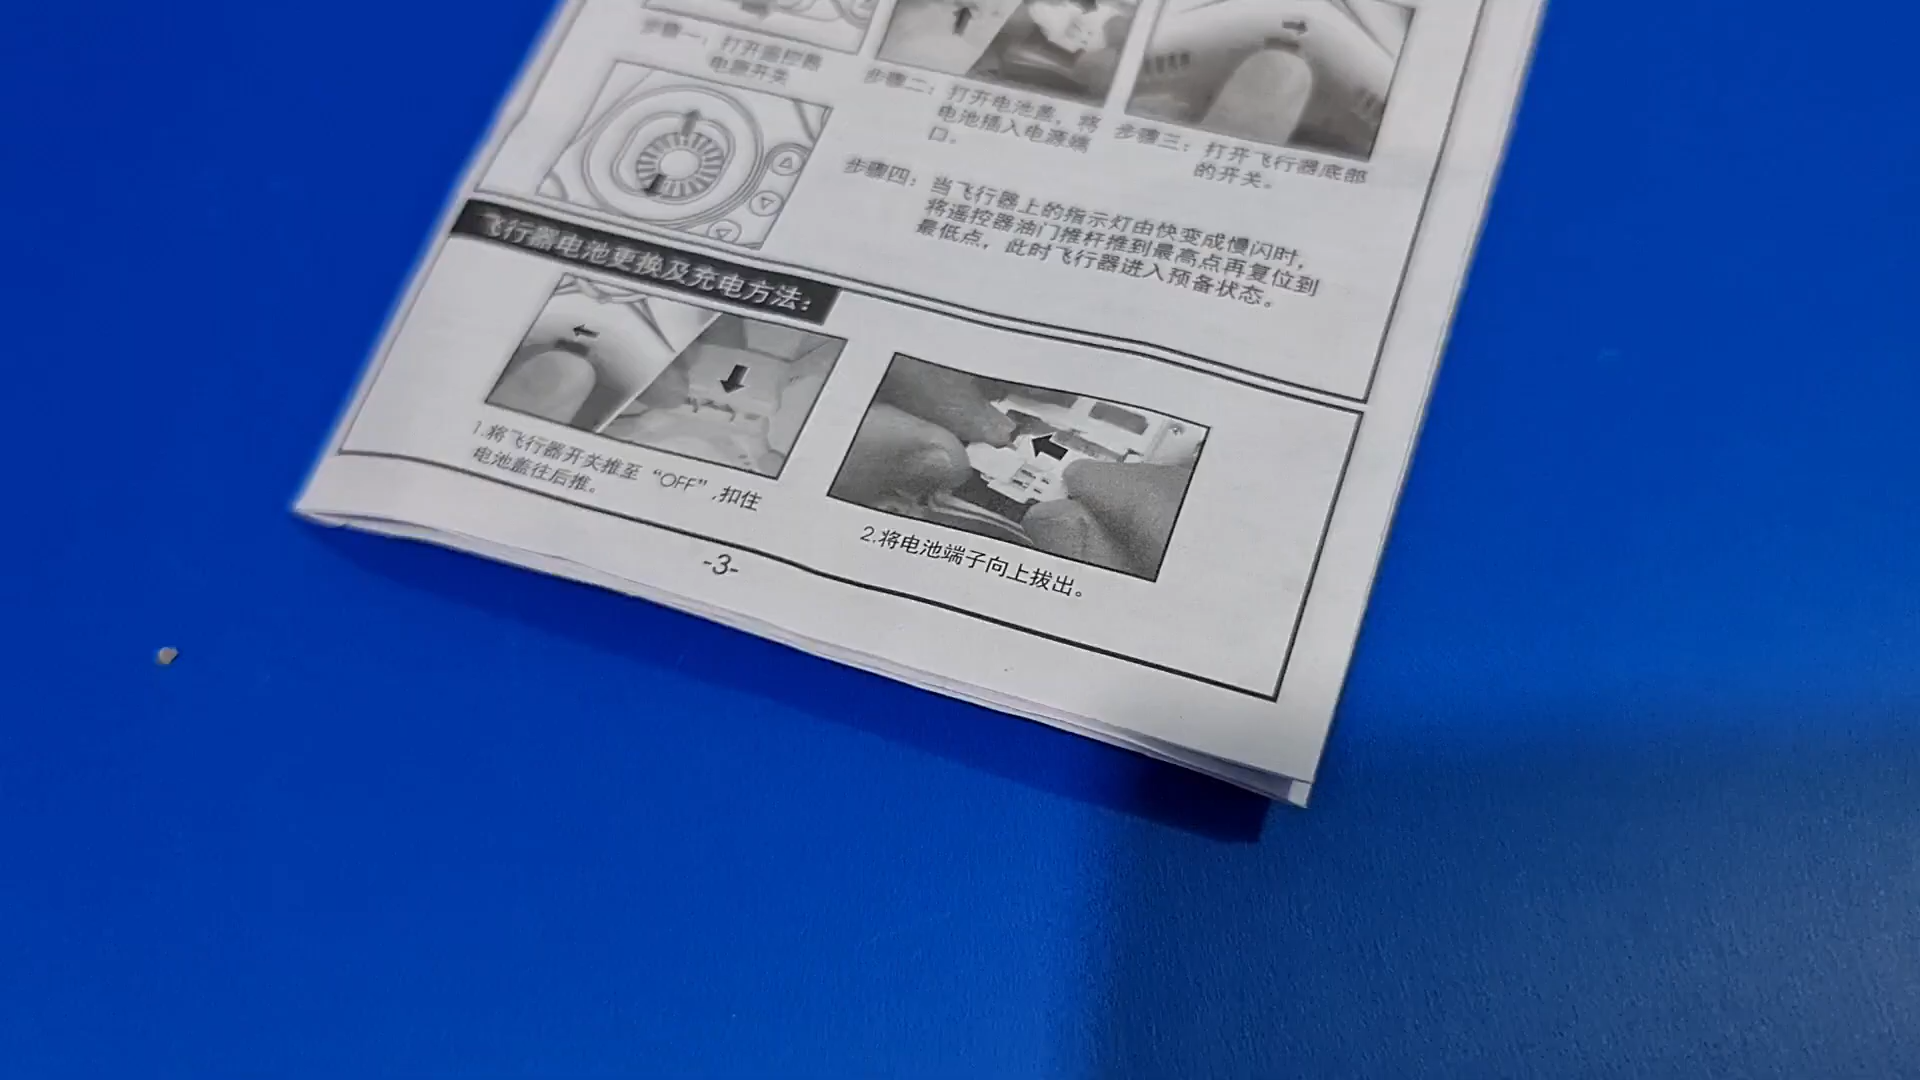 步骤一：打开遥控器
电源开关
步骤二：打开电池盖，将
电池插入电源端
口。
步骤三：打开飞行器底部
的开关。
步骤四：当飞行器上的指示灯由快变成慢闪时，
将遥控器油门推杆推到最高点再复位到
最低点，此时飞行器进入预备状态。
飞行器电池更换及充电方法：
1.将飞行器开关推至“OFF”,扣住
电池盖往后推。
2.将电池端子向上拔出。
-3-